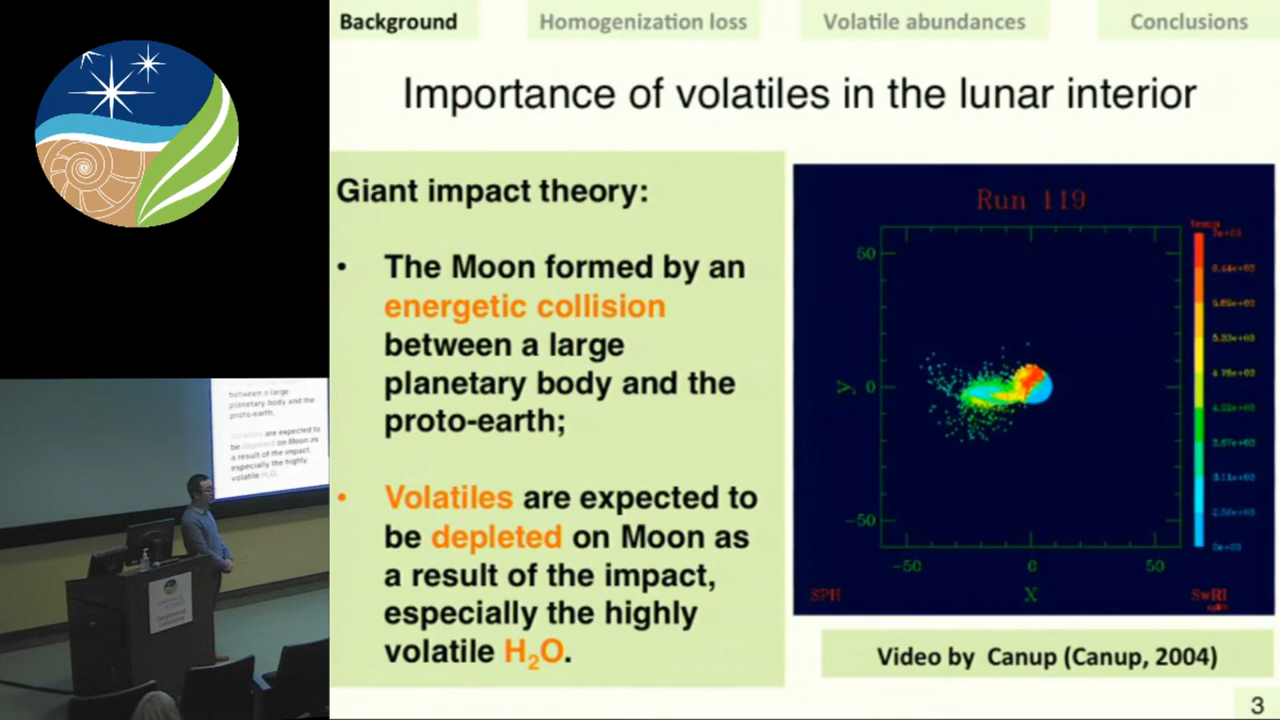 Background Homogenization loss Volatile abundances Conclusions
Importance of volatiles in the lunar interior
Giant impact theory:
• The Moon formed by an
energetic collision
between a large
planetary body and the
proto-earth;
• Volatiles are expected to
be depleted on Moon as
a result of the impact,
especially the highly
volatile H₂O.
Run 119
temp
50
0
−50
y
−50 0 50
X
SPH SwRI
Video by Canup (Canup, 2004)
3
between a large
planetary body and the
proto-earth;
Volatiles are expected to
be depleted on Moon as
a result of the impact,
especially the highly
volatile H₂O.